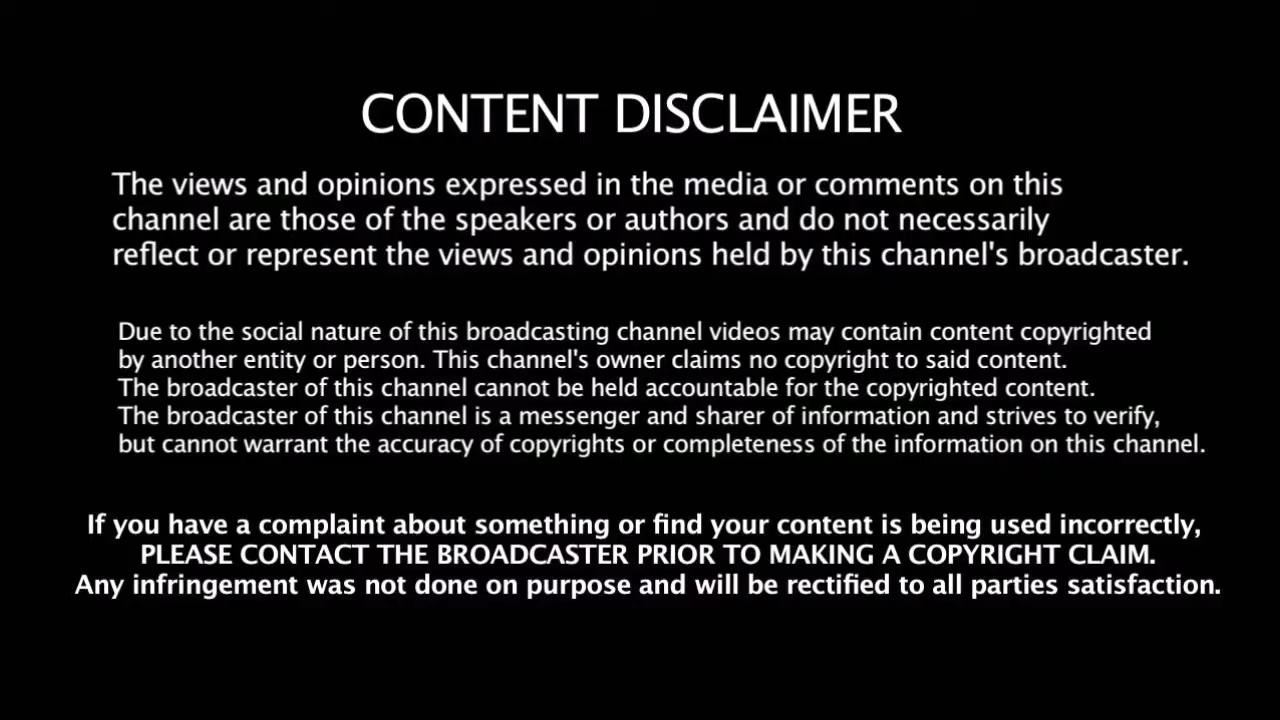 CONTENT DISCLAIMER
The views and opinions expressed in the media or comments on this
channel are those of the speakers or authors and do not necessarily
reflect or represent the views and opinions held by this channel's broadcaster.
Due to the social nature of this broadcasting channel videos may contain content copyrighted
by another entity or person. This channel's owner claims no copyright to said content.
The broadcaster of this channel cannot be held accountable for the copyrighted content.
The broadcaster of this channel is a messenger and sharer of information and strives to verify,
but cannot warrant the accuracy of copyrights or completeness of the information on this channel.
If you have a complaint about something or find your content is being used incorrectly,
PLEASE CONTACT THE BROADCASTER PRIOR TO MAKING A COPYRIGHT CLAIM.
Any infringement was not done on purpose and will be rectified to all parties satisfaction.